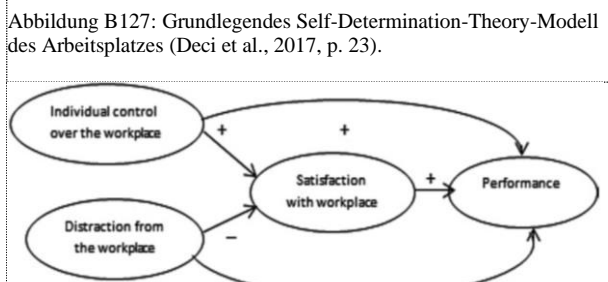 Abbildung B127: Grundlegendes Self-Determination-Theory-Modell
des Arbeitsplatzes (Deci et al., 2017, p. 23).
Individual control
over the workplace
+
+
Satisfaction
with workplace
+
Performance
Distraction from
the workplace
−